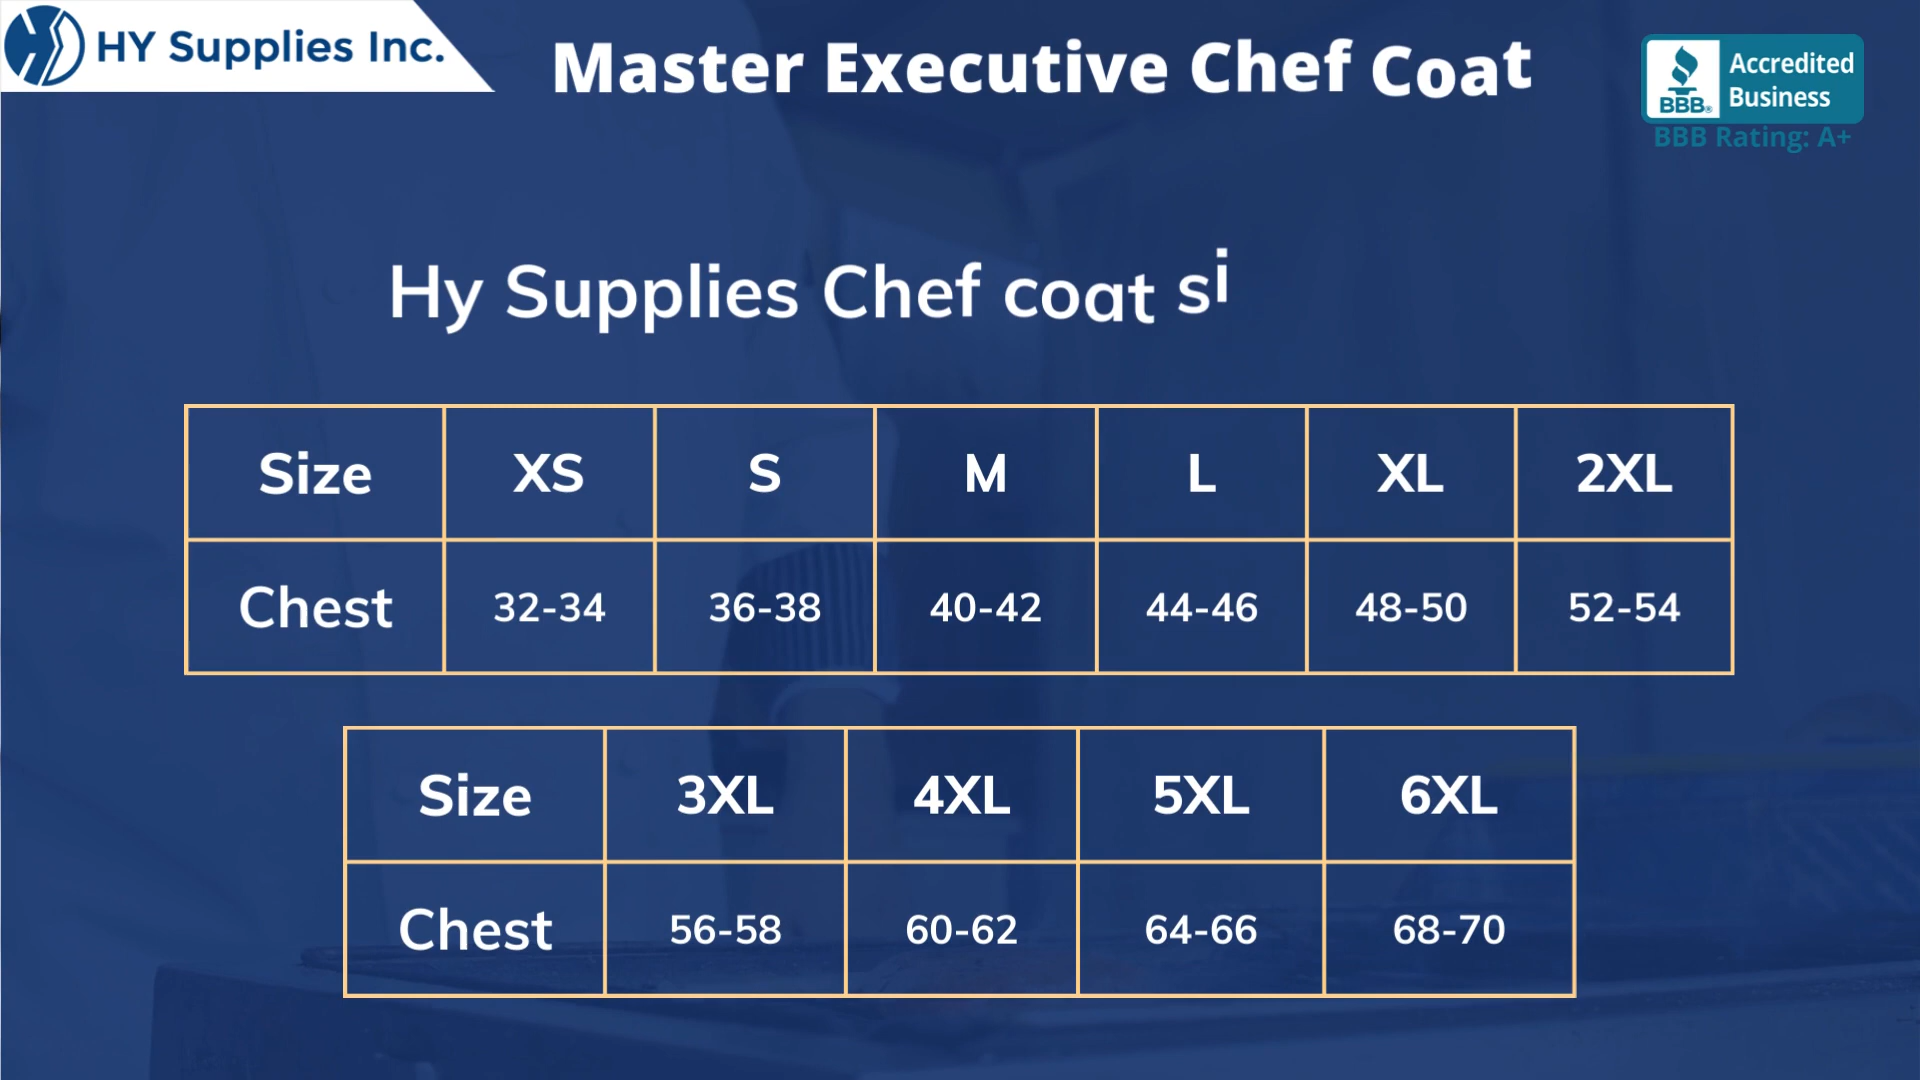 HY Supplies Inc.
Master Executive Chef Coat
BBB®
Accredited
Business
BBB Rating: A+
Hy Supplies Chef coat si
Size XS S M L XL 2XL
Chest 32-34 36-38 40-42 44-46 48-50 52-54
Size 3XL 4XL 5XL 6XL
Chest 56-58 60-62 64-66 68-70